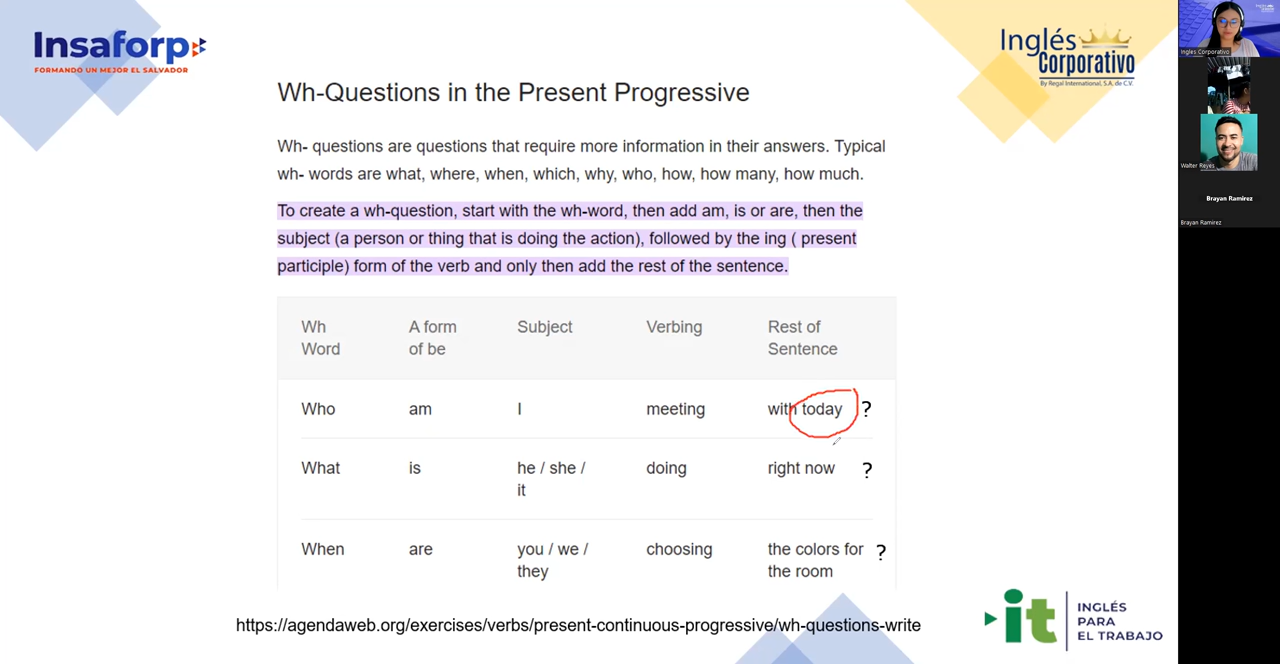 Insaforp
FORMANDO UN MEJOR EL SALVADOR
Inglés
Corporativo
By Regal International, S.A. de C.V.
Wh-Questions in the Present Progressive
Wh- questions are questions that require more information in their answers. Typical
wh- words are what, where, when, which, why, who, how, how many, how much.
To create a wh-question, start with the wh-word, then add am, is or are, then the
subject (a person or thing that is doing the action), followed by the ing ( present
participle) form of the verb and only then add the rest of the sentence.
Wh Word A form of be Subject Verbing Rest of Sentence
Who am I meeting with today ?
What is he / she / it doing right now ?
When are you / we / they choosing the colors for the room ?
https://agendaweb.org/exercises/verbs/present-continuous-progressive/wh-questions-write
it
INGLÉS
PARA
EL TRABAJO
Ingles Corporativo
Walter Reyes
Brayan Ramirez
Brayan Ramirez